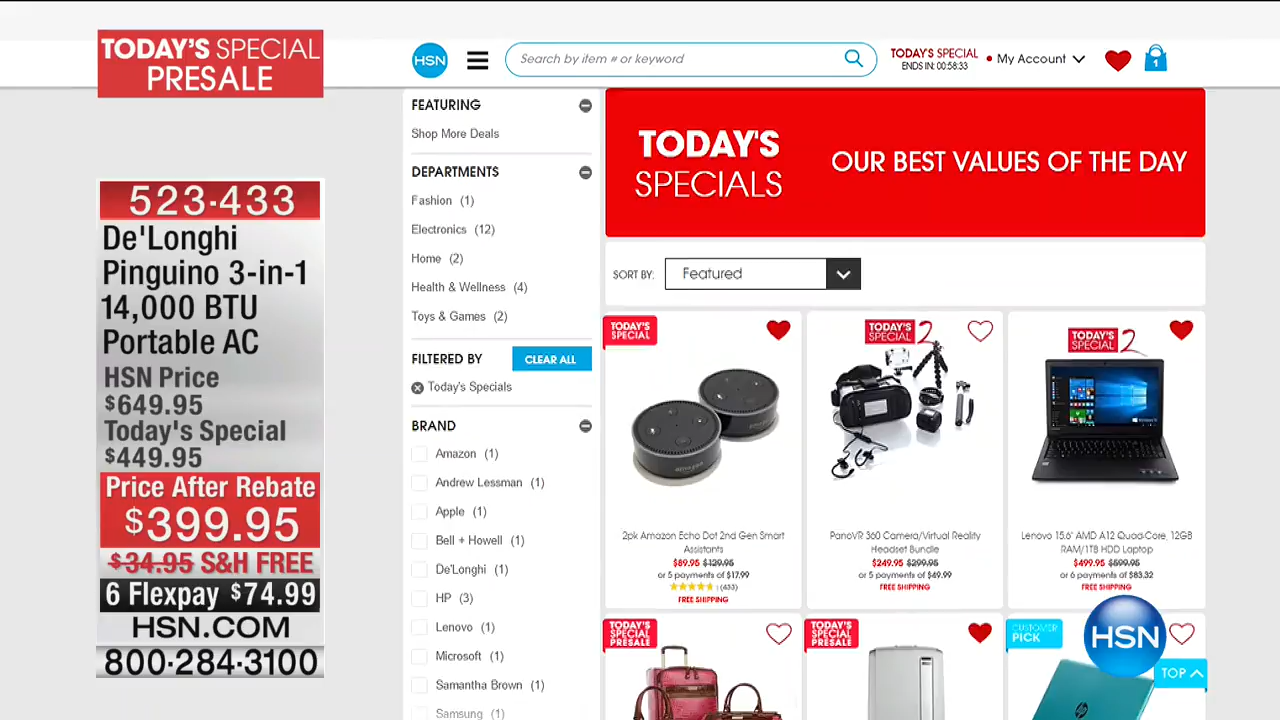 TODAY'S SPECIAL
PRESALE
523-433
De'Longhi
Pinguino 3-in-1
14,000 BTU
Portable AC
HSN Price
$649.95
Today's Special
$449.95
Price After Rebate
$399.95
$34.95 S&H FREE
6 Flexpay $74.99
HSN.COM
800-284-3100
HSN
Search by item # or keyword
TODAY'S SPECIAL
ENDS IN: 00:58:33
My Account
1
FEATURING
Shop More Deals
DEPARTMENTS
Fashion (1)
Electronics (12)
Home (2)
Health & Wellness (4)
Toys & Games (2)
FILTERED BY
CLEAR ALL
Today's Specials
BRAND
Amazon (1)
Andrew Lessman (1)
Apple (1)
Bell + Howell (1)
De'Longhi (1)
HP (3)
Lenovo (1)
Microsoft (1)
Samantha Brown (1)
Samsung (1)
TODAY'S
SPECIALS
OUR BEST VALUES OF THE DAY
SORT BY:
Featured
TODAY'S
SPECIAL
2pk Amazon Echo Dot 2nd Gen Smart
Assistants
$89.95 $129.95
or 5 payments of $17.99
(433)
FREE SHIPPING
TODAY'S
SPECIAL 2
PanoVR 360 Camera/Virtual Reality
Headset Bundle
$249.95 $299.95
or 5 payments of $49.99
FREE SHIPPING
TODAY'S
SPECIAL 2
Lenovo 15.6" AMD A12 Quad-Core, 12GB
RAM/1TB HDD Laptop
$499.95 $599.95
or 6 payments of $83.32
FREE SHIPPING
TODAY'S
SPECIAL
PRESALE
TODAY'S
SPECIAL
PRESALE
CUSTOMER
PICK
HSN
TOP